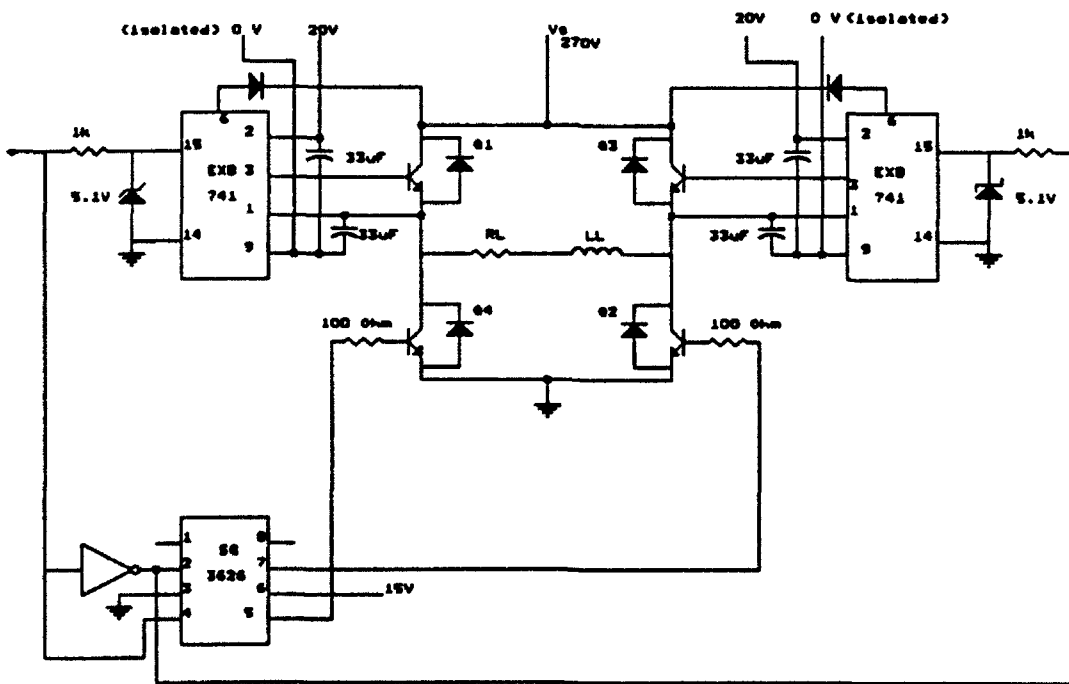 (isolated) 0 V 20V Vs 270V 20V 0 V (isolated)
6 6
1k 15 2 33uF Q1 Q3 33uF 2 15 1k
EXB 741 3 3 EXB 741
5.1V 1 1 5.1V
33uF RL LL 33uF
14 9 9 14
100 Ohm Q4 Q2 100 Ohm
1 SG 3626 8
2 7
3 6 15V
4 5